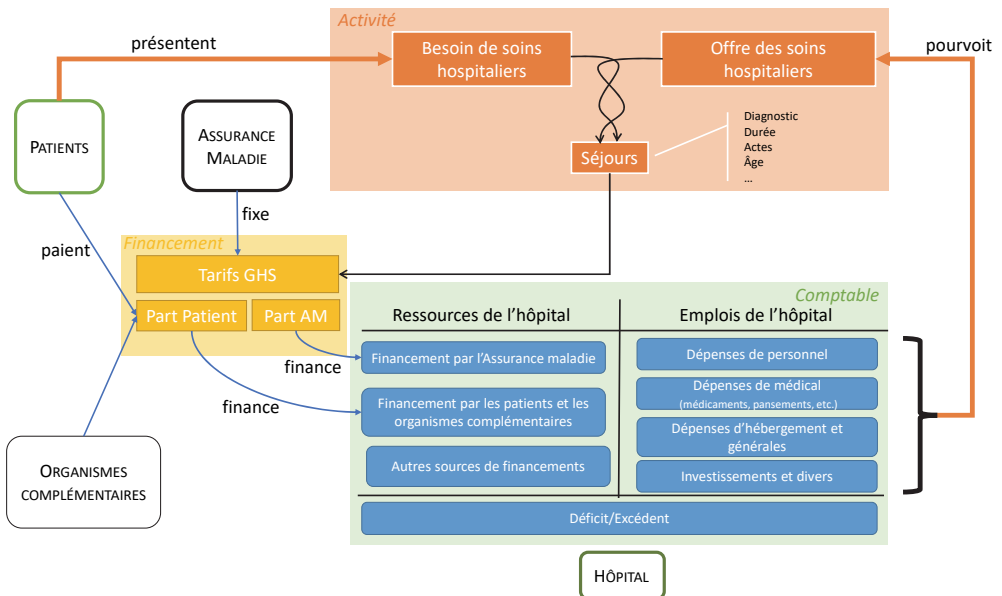 Activité
présentent
Besoin de soins
hospitaliers
Offre des soins
hospitaliers
pourvoit
PATIENTS
ASSURANCE
MALADIE
Séjours
Diagnostic
Durée
Actes
Âge
...
fixe
paient
Financement
Tarifs GHS
Part Patient
Part AM
finance
finance
Comptable
Ressources de l'hôpital
Emplois de l'hôpital
Financement par l'Assurance maladie
Dépenses de personnel
Financement par les patients et les
organismes complémentaires
Dépenses de médical
(médicaments, pansements, etc.)
Dépenses d'hébergement et
générales
Autres sources de financements
Investissements et divers
Déficit/Excédent
ORGANISMES
COMPLÉMENTAIRES
HÔPITAL